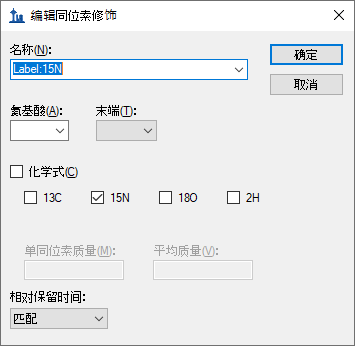 编辑同位素修饰
名称(N):
Label:15N
确定
取消
氨基酸(A): 末端(T):
化学式(C)
13C 15N 18O 2H
单同位素质量(M): 平均质量(V):
相对保留时间:
匹配